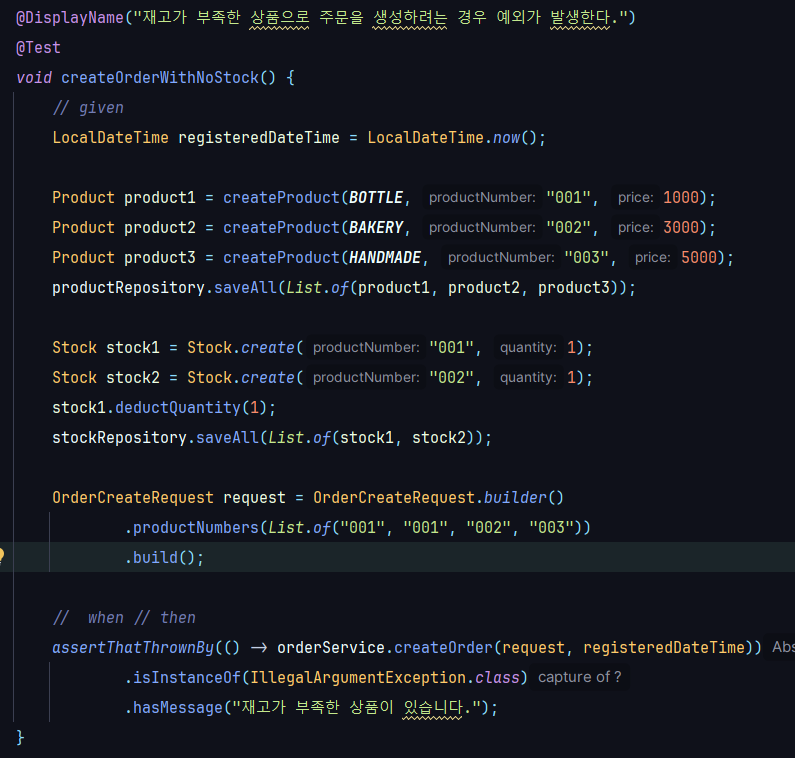 @DisplayName("재고가 부족한 상품으로 주문을 생성하려는 경우 예외가 발생한다.")
@Test
void createOrderWithNoStock() {
// given
LocalDateTime registeredDateTime = LocalDateTime.now();
Product product1 = createProduct(BOTTLE, productNumber: "001", price: 1000);
Product product2 = createProduct(BAKERY, productNumber: "002", price: 3000);
Product product3 = createProduct(HANDMADE, productNumber: "003", price: 5000);
productRepository.saveAll(List.of(product1, product2, product3));
Stock stock1 = Stock.create( productNumber: "001", quantity: 1);
Stock stock2 = Stock.create( productNumber: "002", quantity: 1);
stock1.deductQuantity(1);
stockRepository.saveAll(List.of(stock1, stock2));
OrderCreateRequest request = OrderCreateRequest.builder()
.productNumbers(List.of("001", "001", "002", "003"))
.build();
// when // then
assertThatThrownBy(() -> orderService.createOrder(request, registeredDateTime)) Abs
.isInstanceOf(IllegalArgumentException.class) capture of ?
.hasMessage("재고가 부족한 상품이 있습니다.");
}